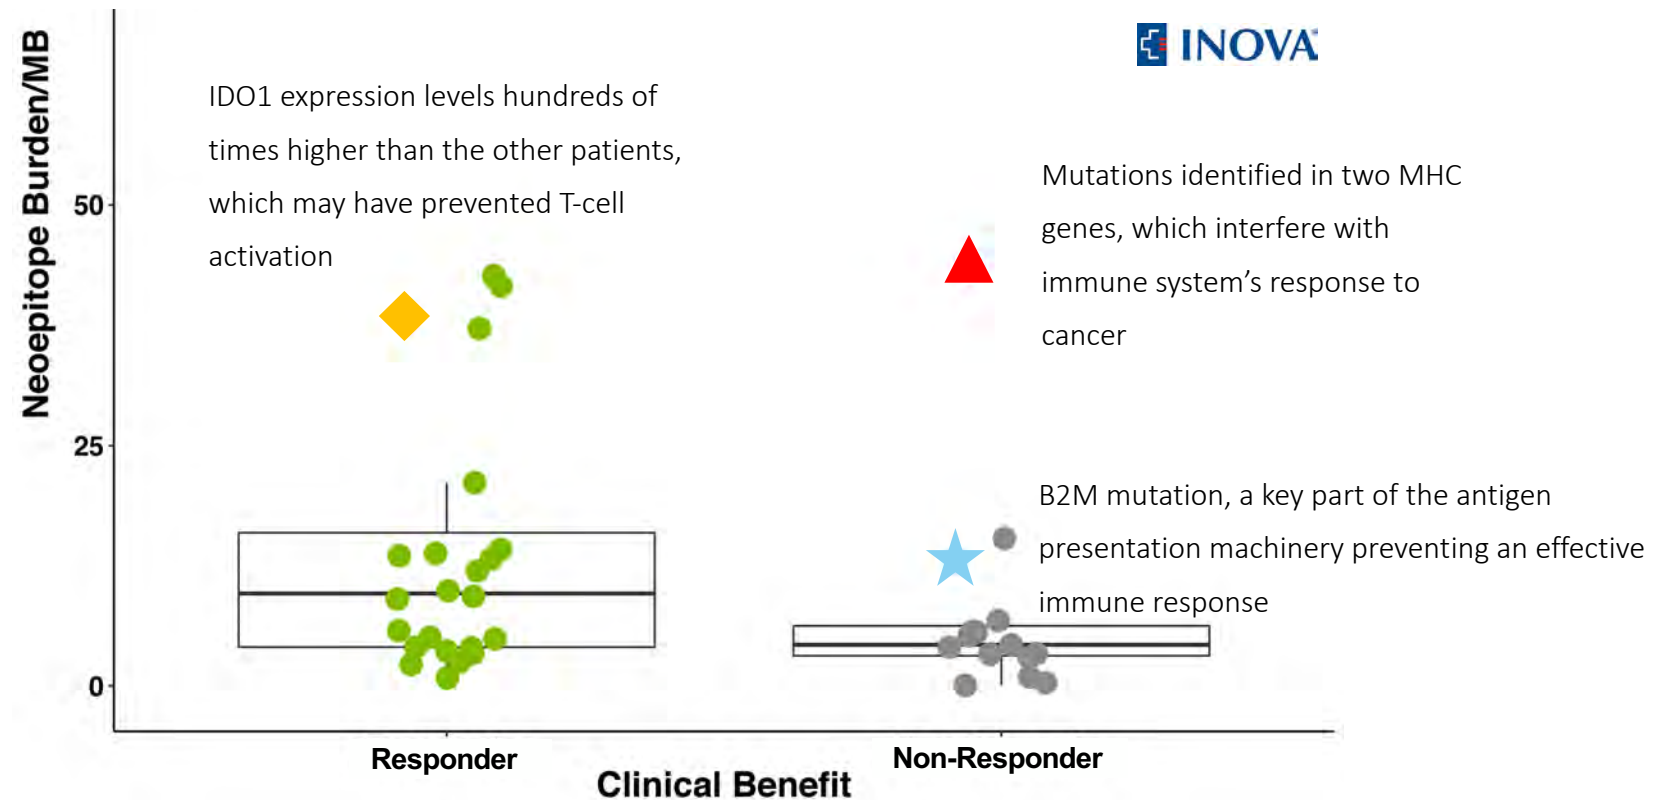 INOVA
Neoepitope Burden/MB
50
25
0
IDO1 expression levels hundreds of
times higher than the other patients,
which may have prevented T-cell
activation
Mutations identified in two MHC
genes, which interfere with
immune system’s response to
cancer
B2M mutation, a key part of the antigen
presentation machinery preventing an effective
immune response
Responder
Non-Responder
Clinical Benefit